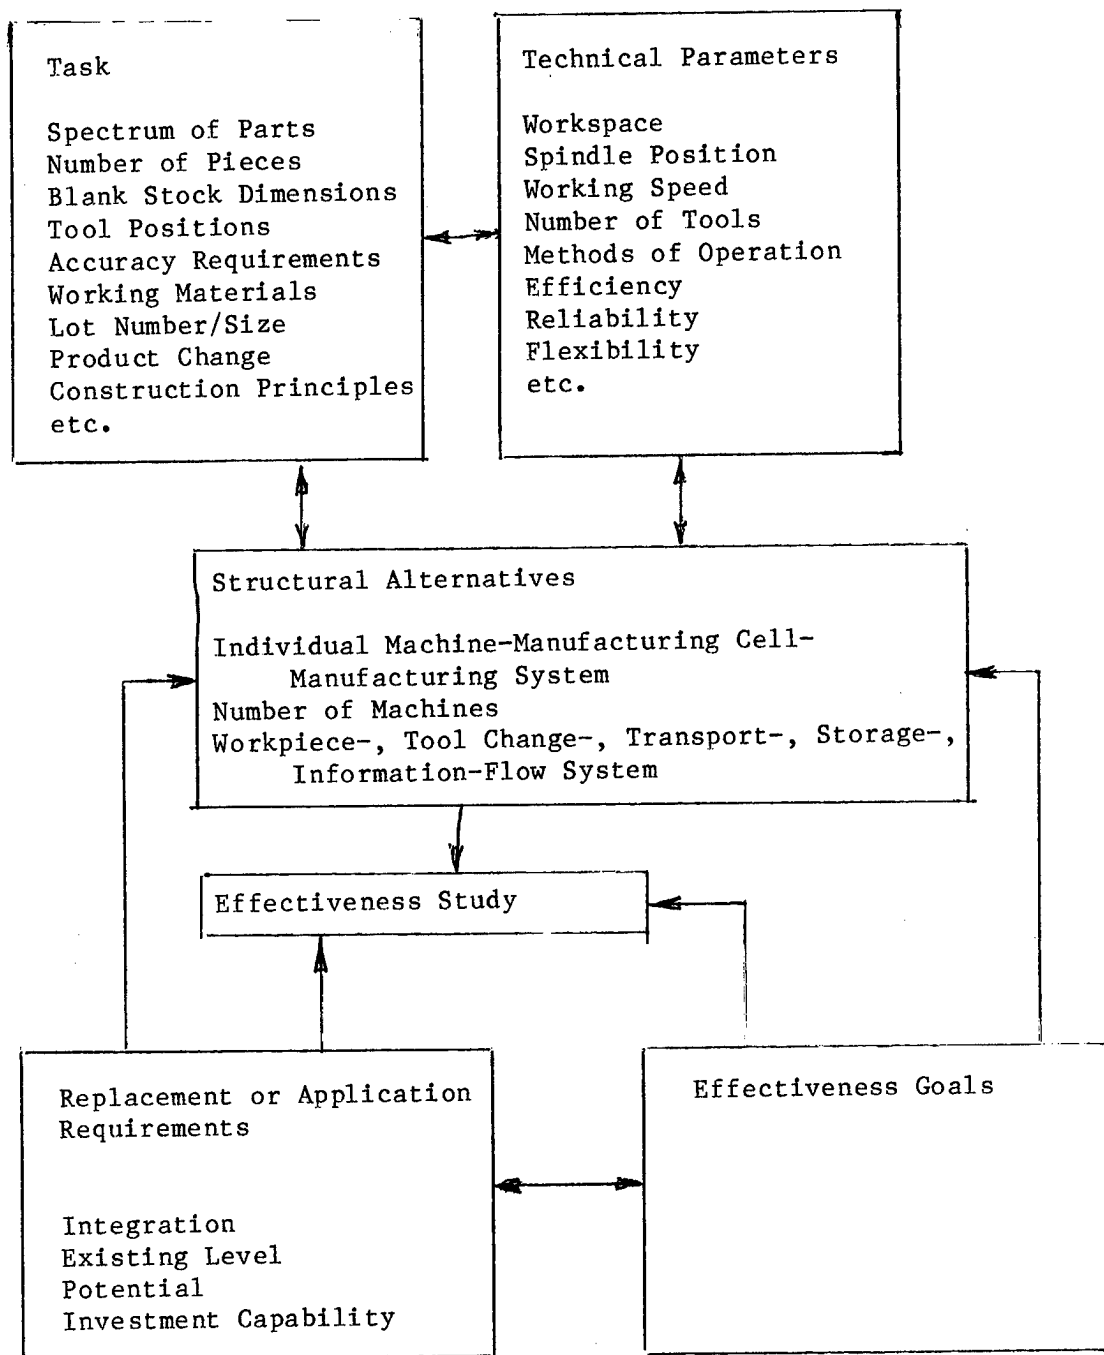 Task
Spectrum of Parts
Number of Pieces
Blank Stock Dimensions
Tool Positions
Accuracy Requirements
Working Materials
Lot Number/Size
Product Change
Construction Principles
etc.
Technical Parameters
Workspace
Spindle Position
Working Speed
Number of Tools
Methods of Operation
Efficiency
Reliability
Flexibility
etc.
Structural Alternatives
Individual Machine-Manufacturing Cell-
Manufacturing System
Number of Machines
Workpiece-, Tool Change-, Transport-, Storage-,
Information-Flow System
Effectiveness Study
Replacement or Application
Requirements
Integration
Existing Level
Potential
Investment Capability
Effectiveness Goals